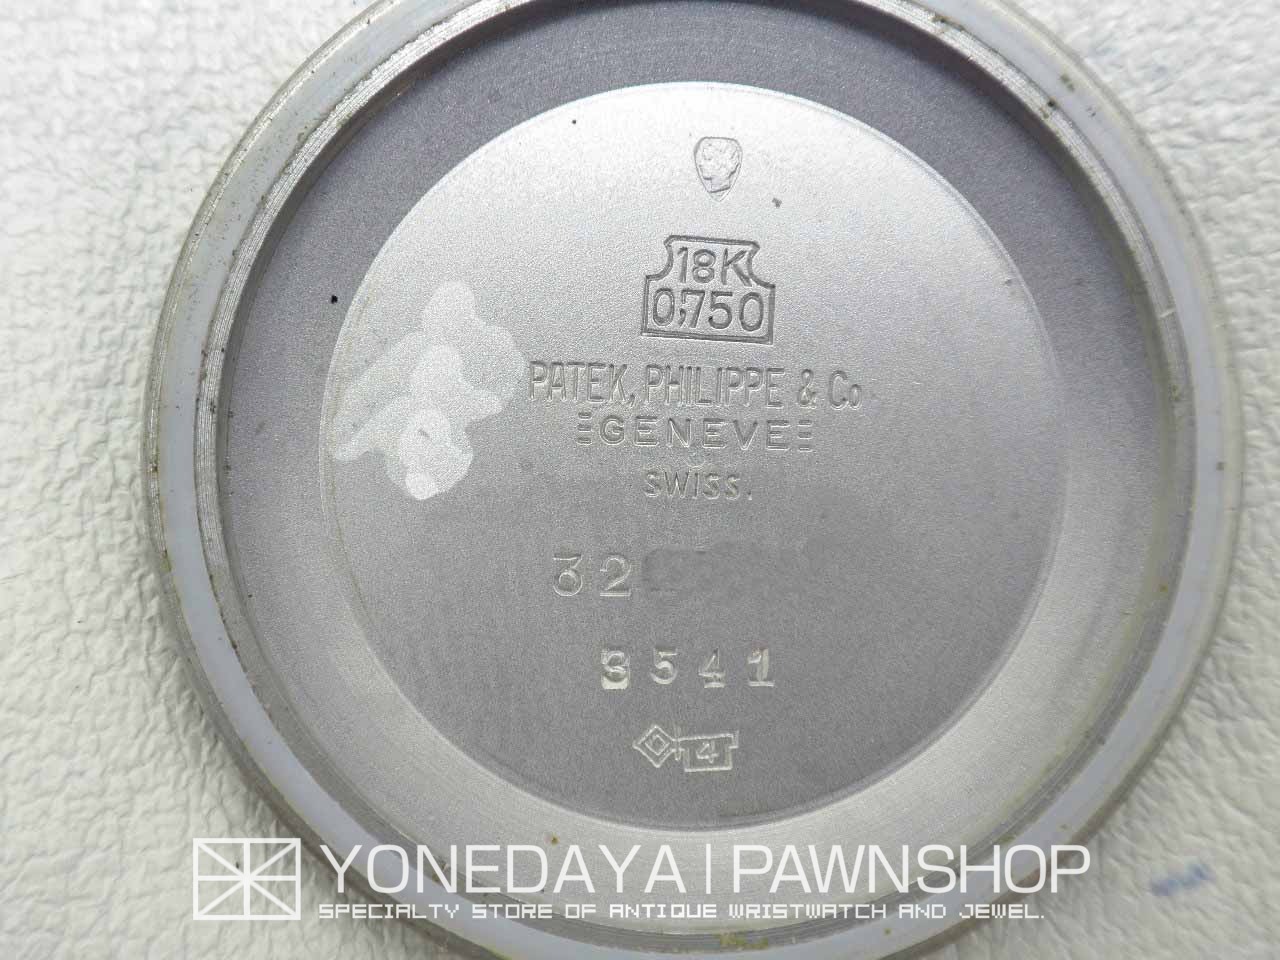 18K
0,750
PATEK, PHILIPPE & Co
GENEVE
SWISS.
32
3541
4
YONEDAYA | PAWNSHOP
SPECIALTY STORE OF ANTIQUE WRISTWATCH AND JEWEL.